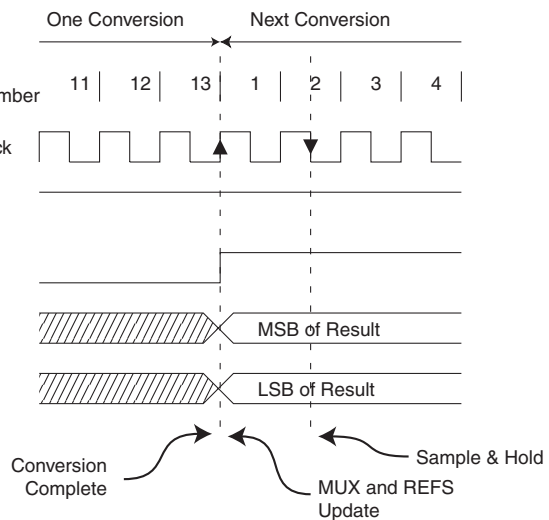 One Conversion Next Conversion
11 12 13 1 2 3 4
MSB of Result
LSB of Result
Sample & Hold
Conversion
Complete
MUX and REFS
Update